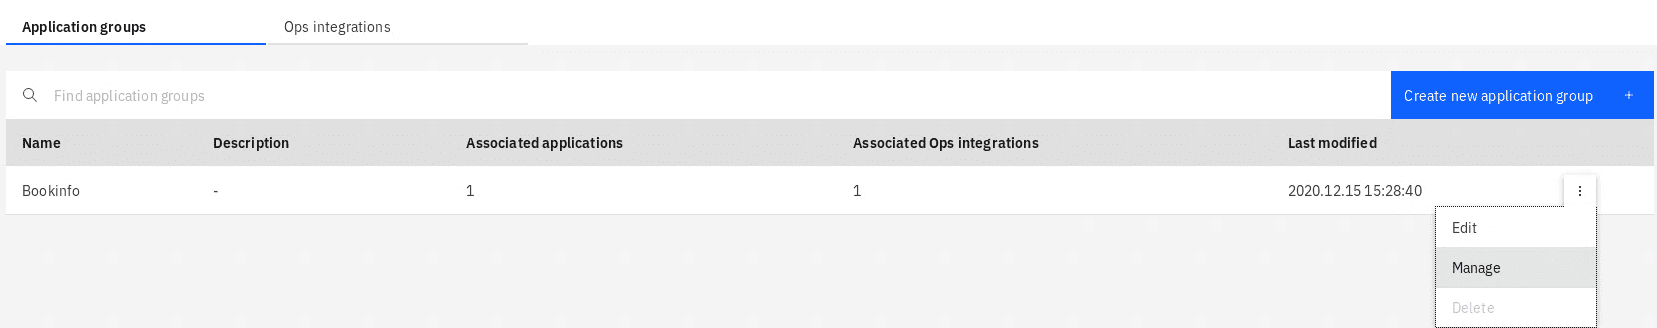 Application groups Ops integrations
Find application groups Create new application group +
Name Description Associated applications Associated Ops integrations Last modified
Bookinfo - 1 1 2020.12.15 15:28:40
Edit
Manage
Delete